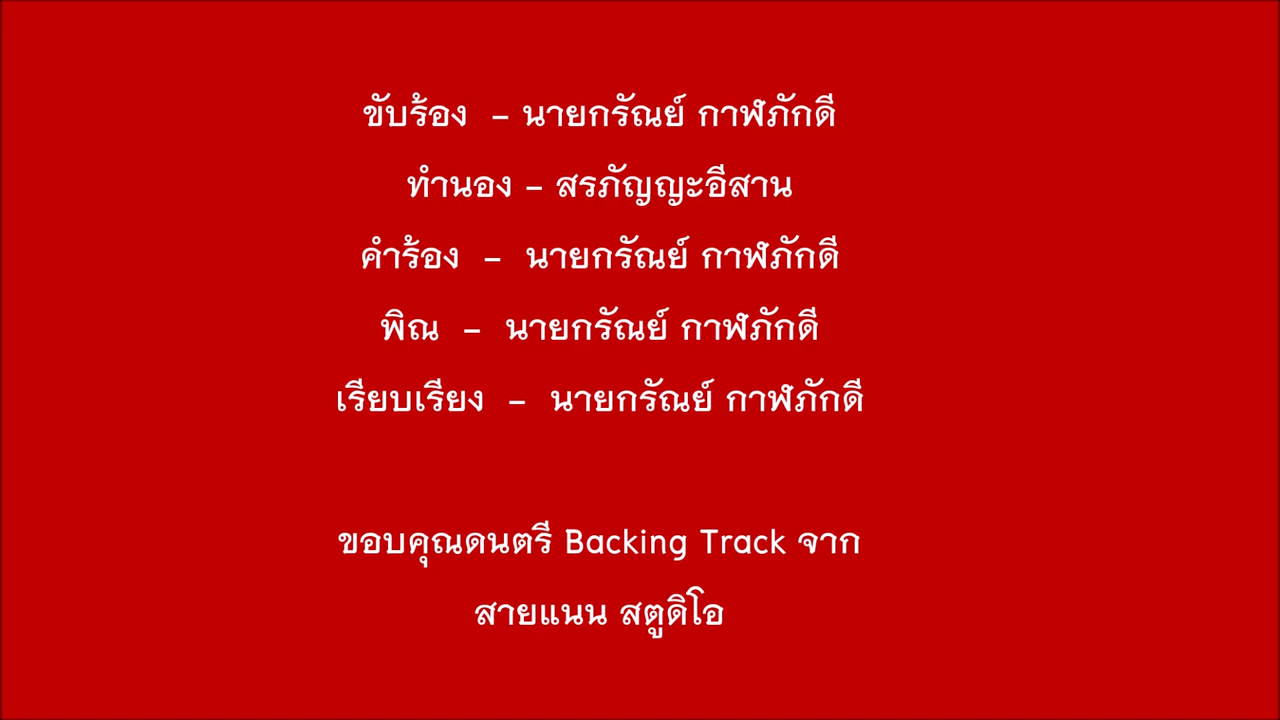 ขับร้อง – นายกรัณย์ กาฬภักดี
ทำนอง – สรภัญญะอีสาน
คำร้อง – นายกรัณย์ กาฬภักดี
พิณ – นายกรัณย์ กาฬภักดี
เรียบเรียง – นายกรัณย์ กาฬภักดี
ขอบคุณดนตรี Backing Track จาก
สายแนน สตูดิโอ